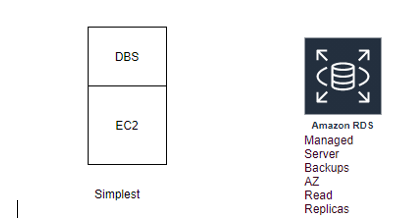 DBS
EC2
Simplest
Amazon RDS
Managed
Server
Backups
AZ
Read
Replicas